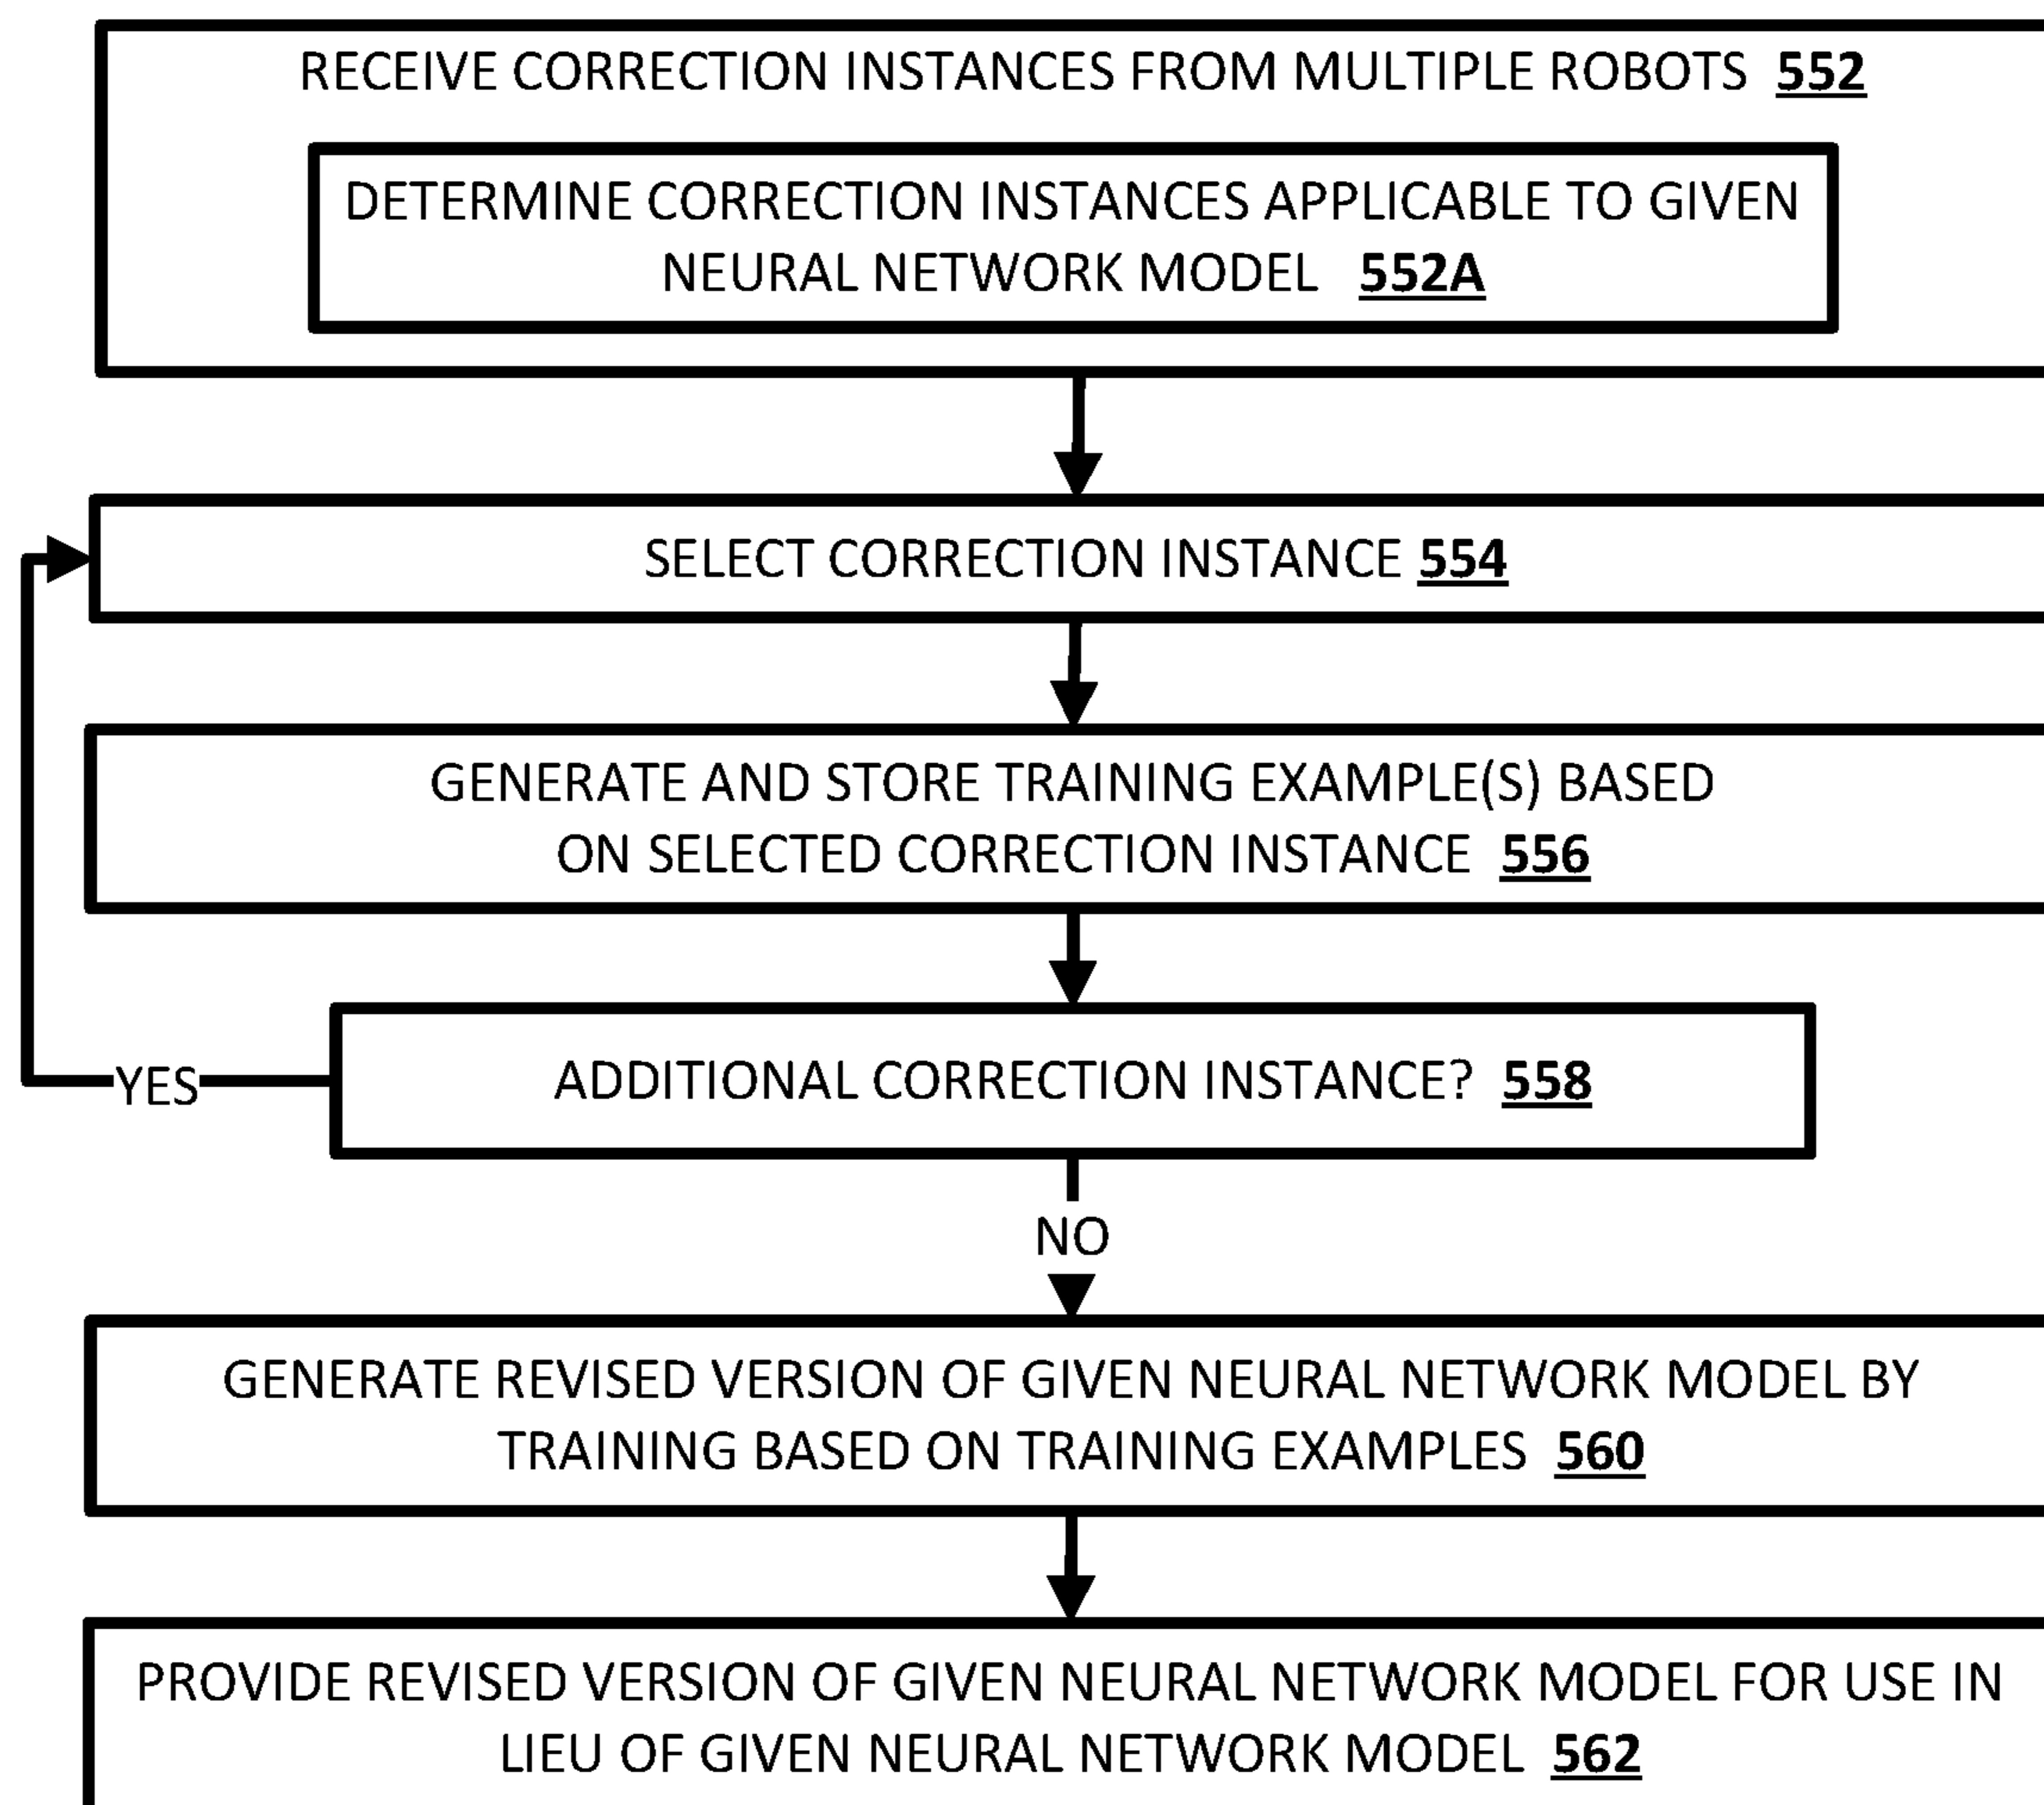 RECEIVE CORRECTION INSTANCES FROM MULTIPLE ROBOTS 552
DETERMINE CORRECTION INSTANCES APPLICABLE TO GIVEN
NEURAL NETWORK MODEL 552A
SELECT CORRECTION INSTANCE 554
GENERATE AND STORE TRAINING EXAMPLE(S) BASED
ON SELECTED CORRECTION INSTANCE 556
ADDITIONAL CORRECTION INSTANCE? 558
YES
NO
GENERATE REVISED VERSION OF GIVEN NEURAL NETWORK MODEL BY
TRAINING BASED ON TRAINING EXAMPLES 560
PROVIDE REVISED VERSION OF GIVEN NEURAL NETWORK MODEL FOR USE IN
LIEU OF GIVEN NEURAL NETWORK MODEL 562